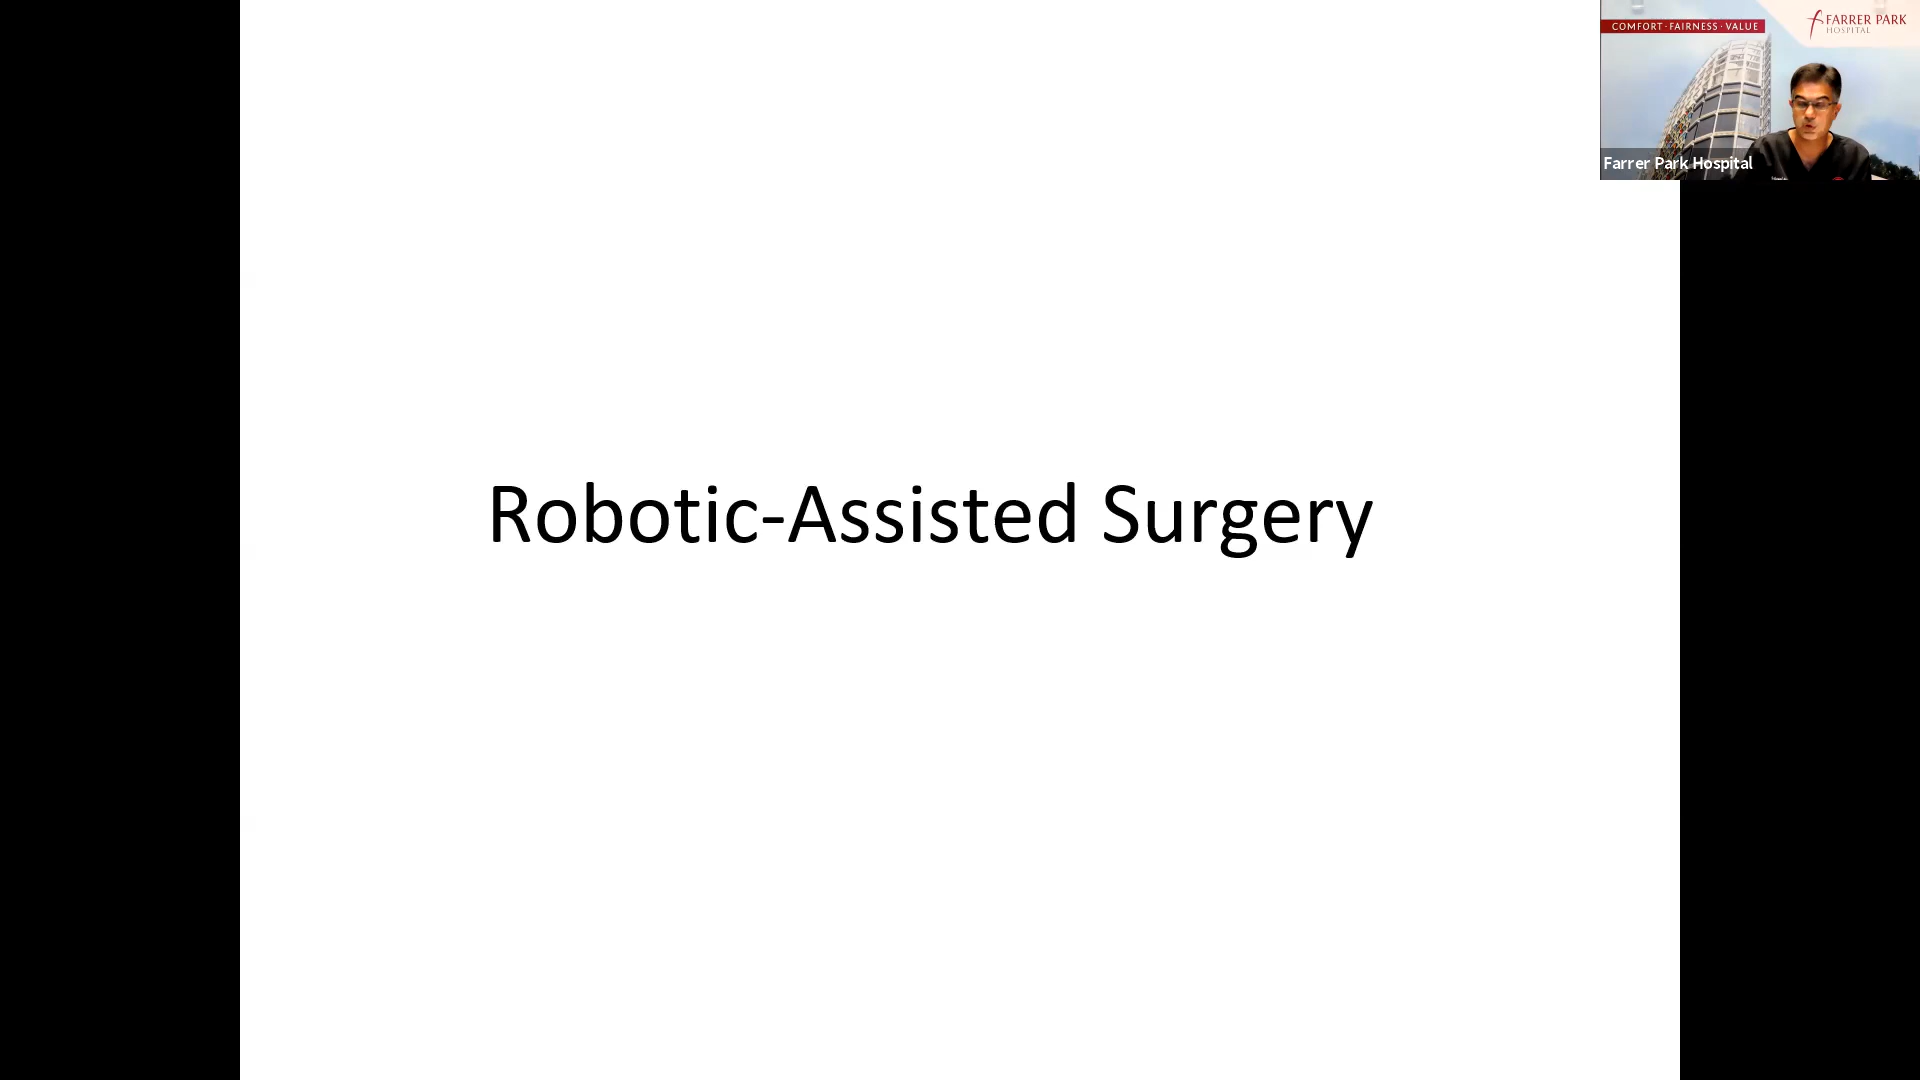 COMFORT · FAIRNESS · VALUE
FARRER PARK
HOSPITAL
Farrer Park Hospital
Robotic-Assisted Surgery